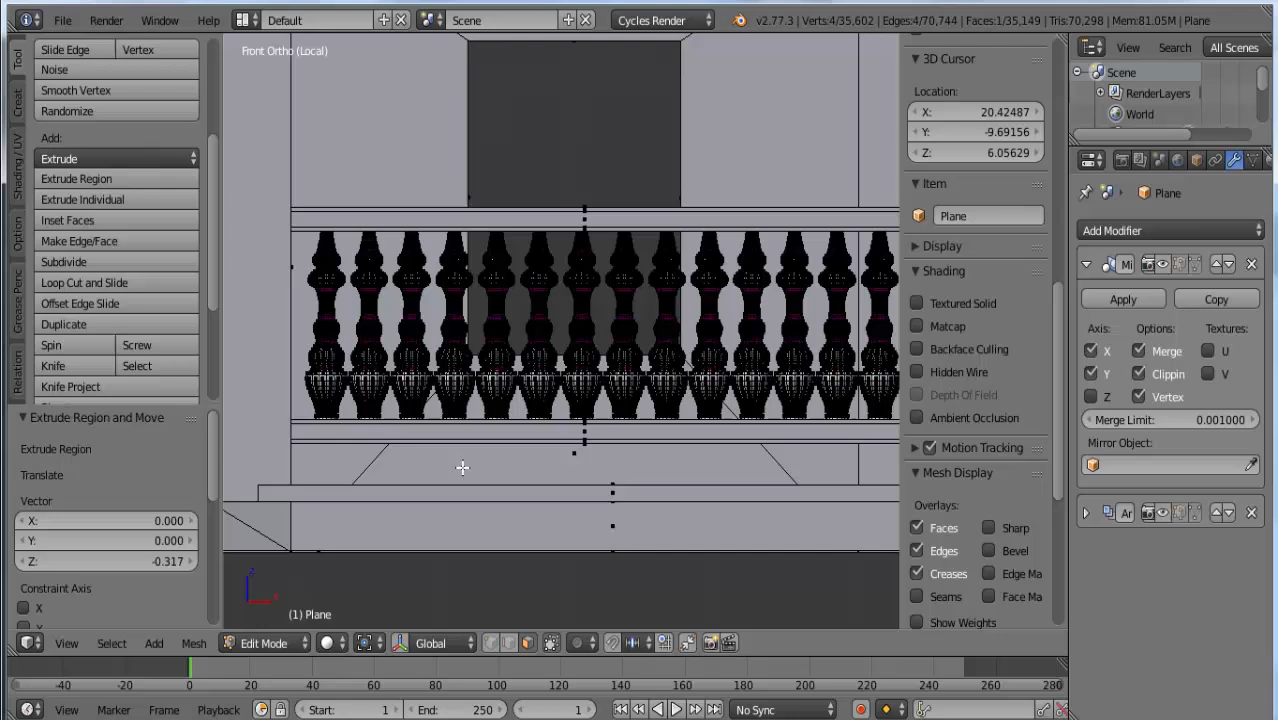 File Render Window Help Default Scene Cycles Render v2.77.3 | Verts:4/35,602 | Edges:4/70,744 | Faces:1/35,149 | Tris:70,298 | Mem:81.05M | Plane
Tool
Creat
Shading / UV
Option
Grease Penc
Relation
Slide Edge Vertex
Noise
Smooth Vertex
Randomize
Add:
Extrude
Extrude Region
Extrude Individual
Inset Faces
Make Edge/Face
Subdivide
Loop Cut and Slide
Offset Edge Slide
Duplicate
Spin Screw
Knife Select
Knife Project
Extrude Region and Move
Extrude Region
Translate
Vector
X: 0.000
Y: 0.000
Z: -0.317
Constraint Axis
X
Front Ortho (Local)
z
x
(1) Plane
3D Cursor
Location:
X: 20.42487
Y: -9.69156
Z: 6.05629
Item
Plane
Display
Shading
Textured Solid
Matcap
Backface Culling
Hidden Wire
Depth Of Field
Ambient Occlusion
Motion Tracking
Mesh Display
Overlays:
Faces Sharp
Edges Bevel
Creases Edge Ma
Seams Face Ma
Show Weights
View Search All Scenes
Scene
RenderLayers
World
Plane
Add Modifier
Mi
Apply Copy
Axis: Options: Textures:
X Merge U
Y Clippin V
Z Vertex
Merge Limit: 0.001000
Mirror Object:
Ar
View Select Add Mesh Edit Mode Global
-40 -20 0 20 40 60 80 100 120 140 160 180 200 220 240 260 280
View Marker Frame Playback Start: 1 End: 250 1 No Sync